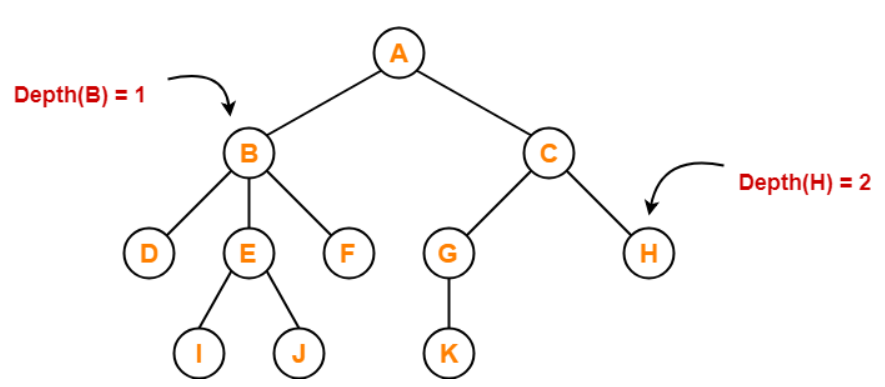 A
Depth(B) = 1
B
C
Depth(H) = 2
D
E
F
G
H
I
J
K